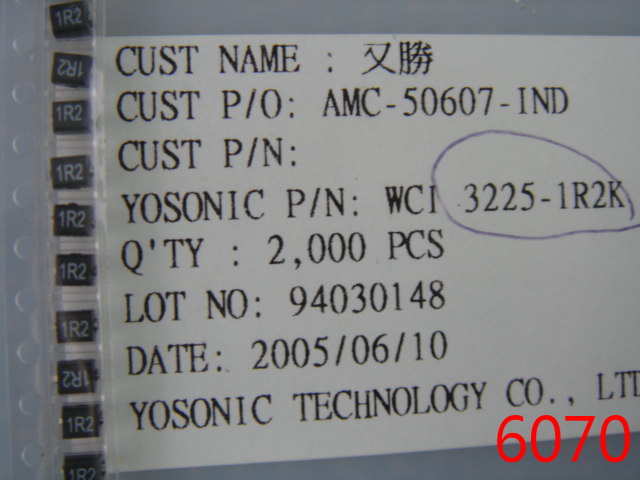 1R2
1R2
1R2
1R2
1R2
1R2
1R2
1R2
1R2
1R2
CUST NAME : 又勝
CUST P/O: AMC-50607-IND
CUST P/N:
YOSONIC P/N: WCI 3225-1R2K
Q'TY : 2,000 PCS
LOT NO: 94030148
DATE: 2005/06/10
YOSONIC TECHNOLOGY CO., LTD
6070